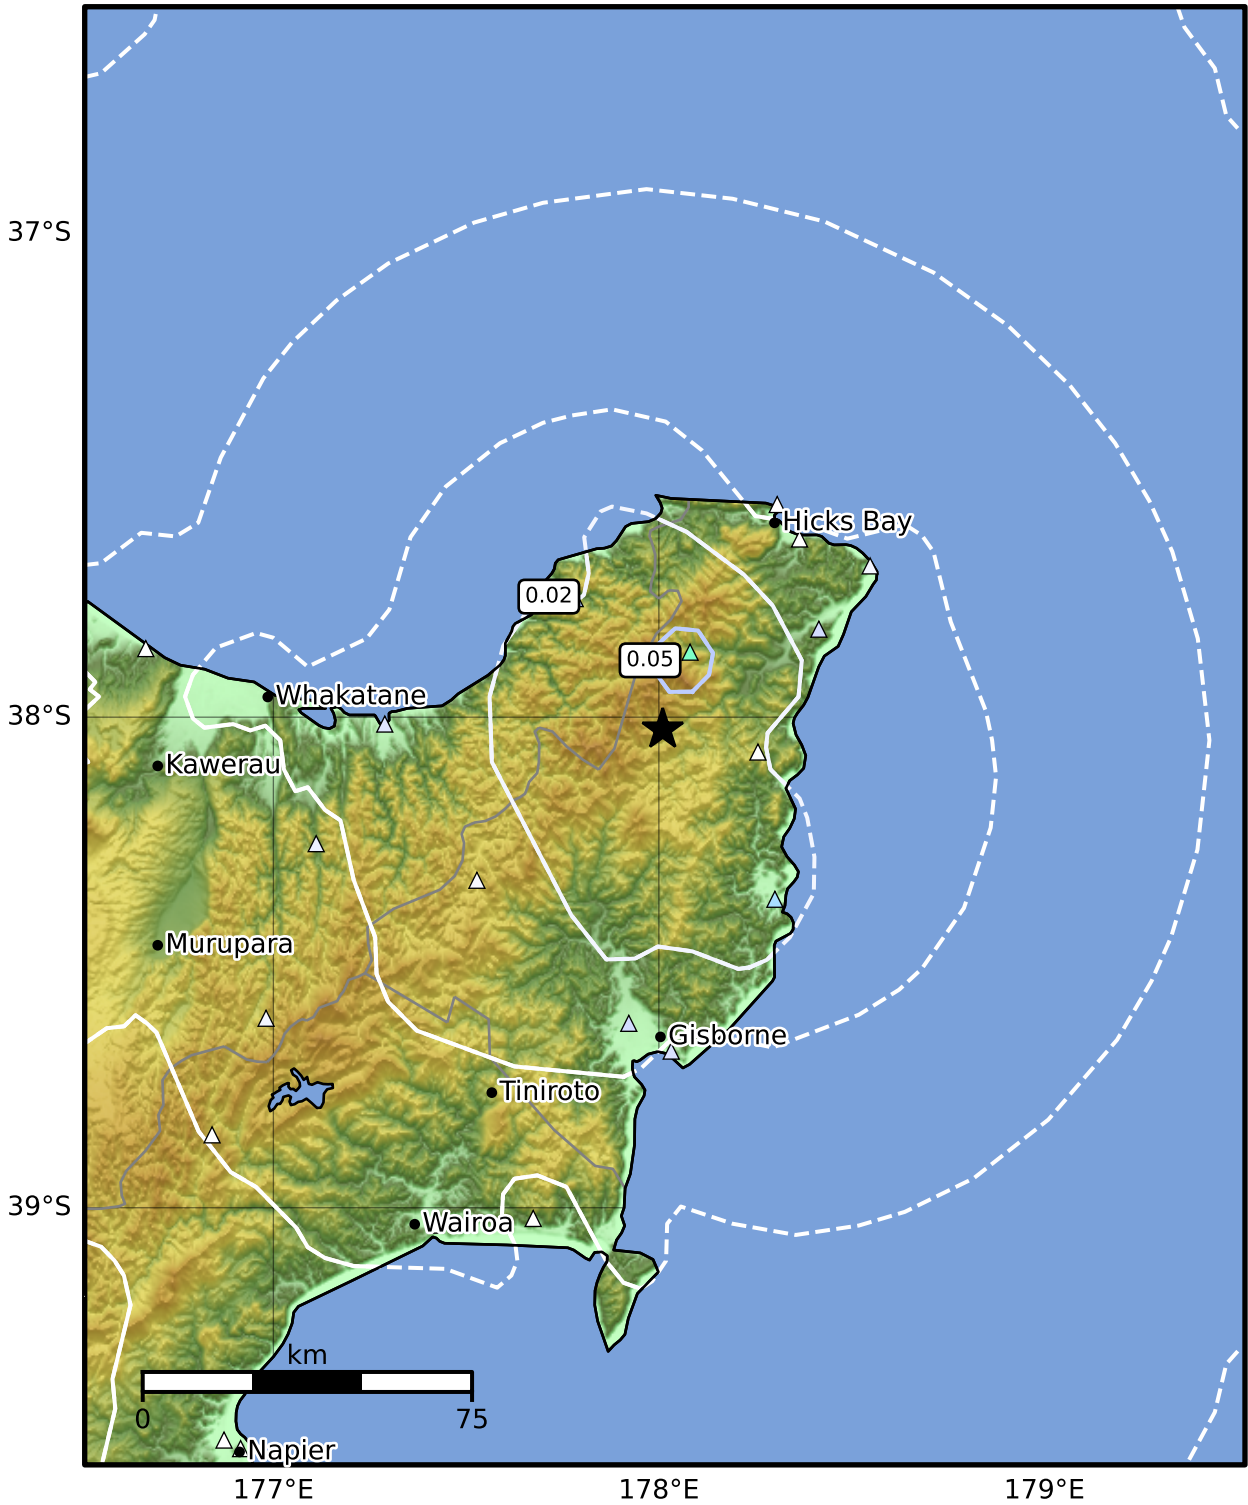 37°S
Hicks Bay
0.02
0.05
Whakatane
38°S
Kawerau
Murupara
Gisborne
Tiniroto
39°S
Wairoa
km
0 75
Napier
177°E 178°E 179°E